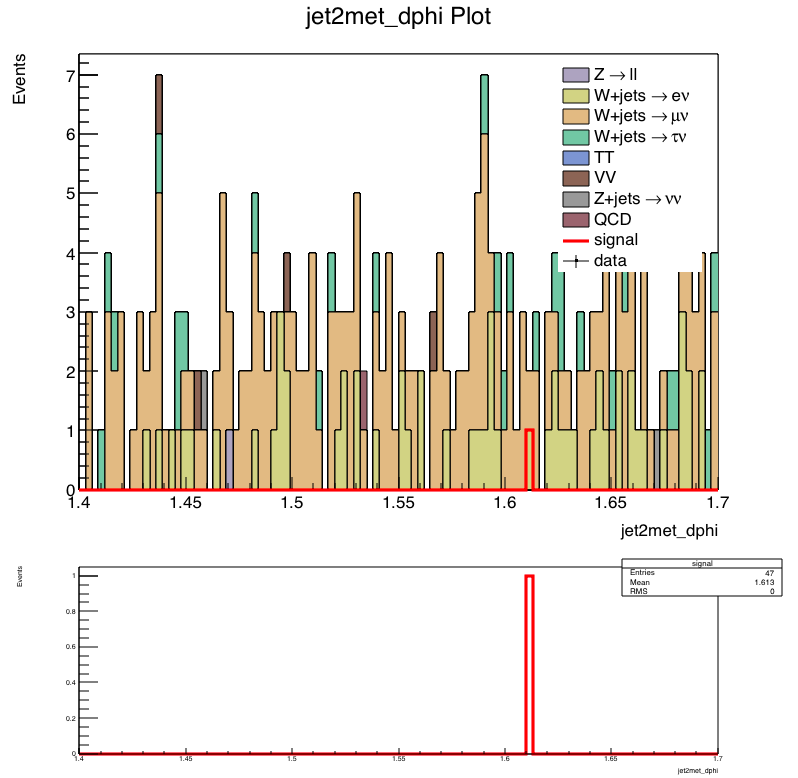 jet2met_dphi Plot
Events
7
6
5
4
3
2
1
0
Z → ll
W+jets → eν
W+jets → μν
W+jets → τν
TT
VV
Z+jets → νν
QCD
signal
data
1.4 1.45 1.5 1.55 1.6 1.65 1.7
jet2met_dphi
Events
signal
Entries 47
Mean 1.613
RMS 0
1
0.8
0.6
0.4
0.2
0
1.4 1.45 1.5 1.55 1.6 1.65 1.7
jet2met_dphi